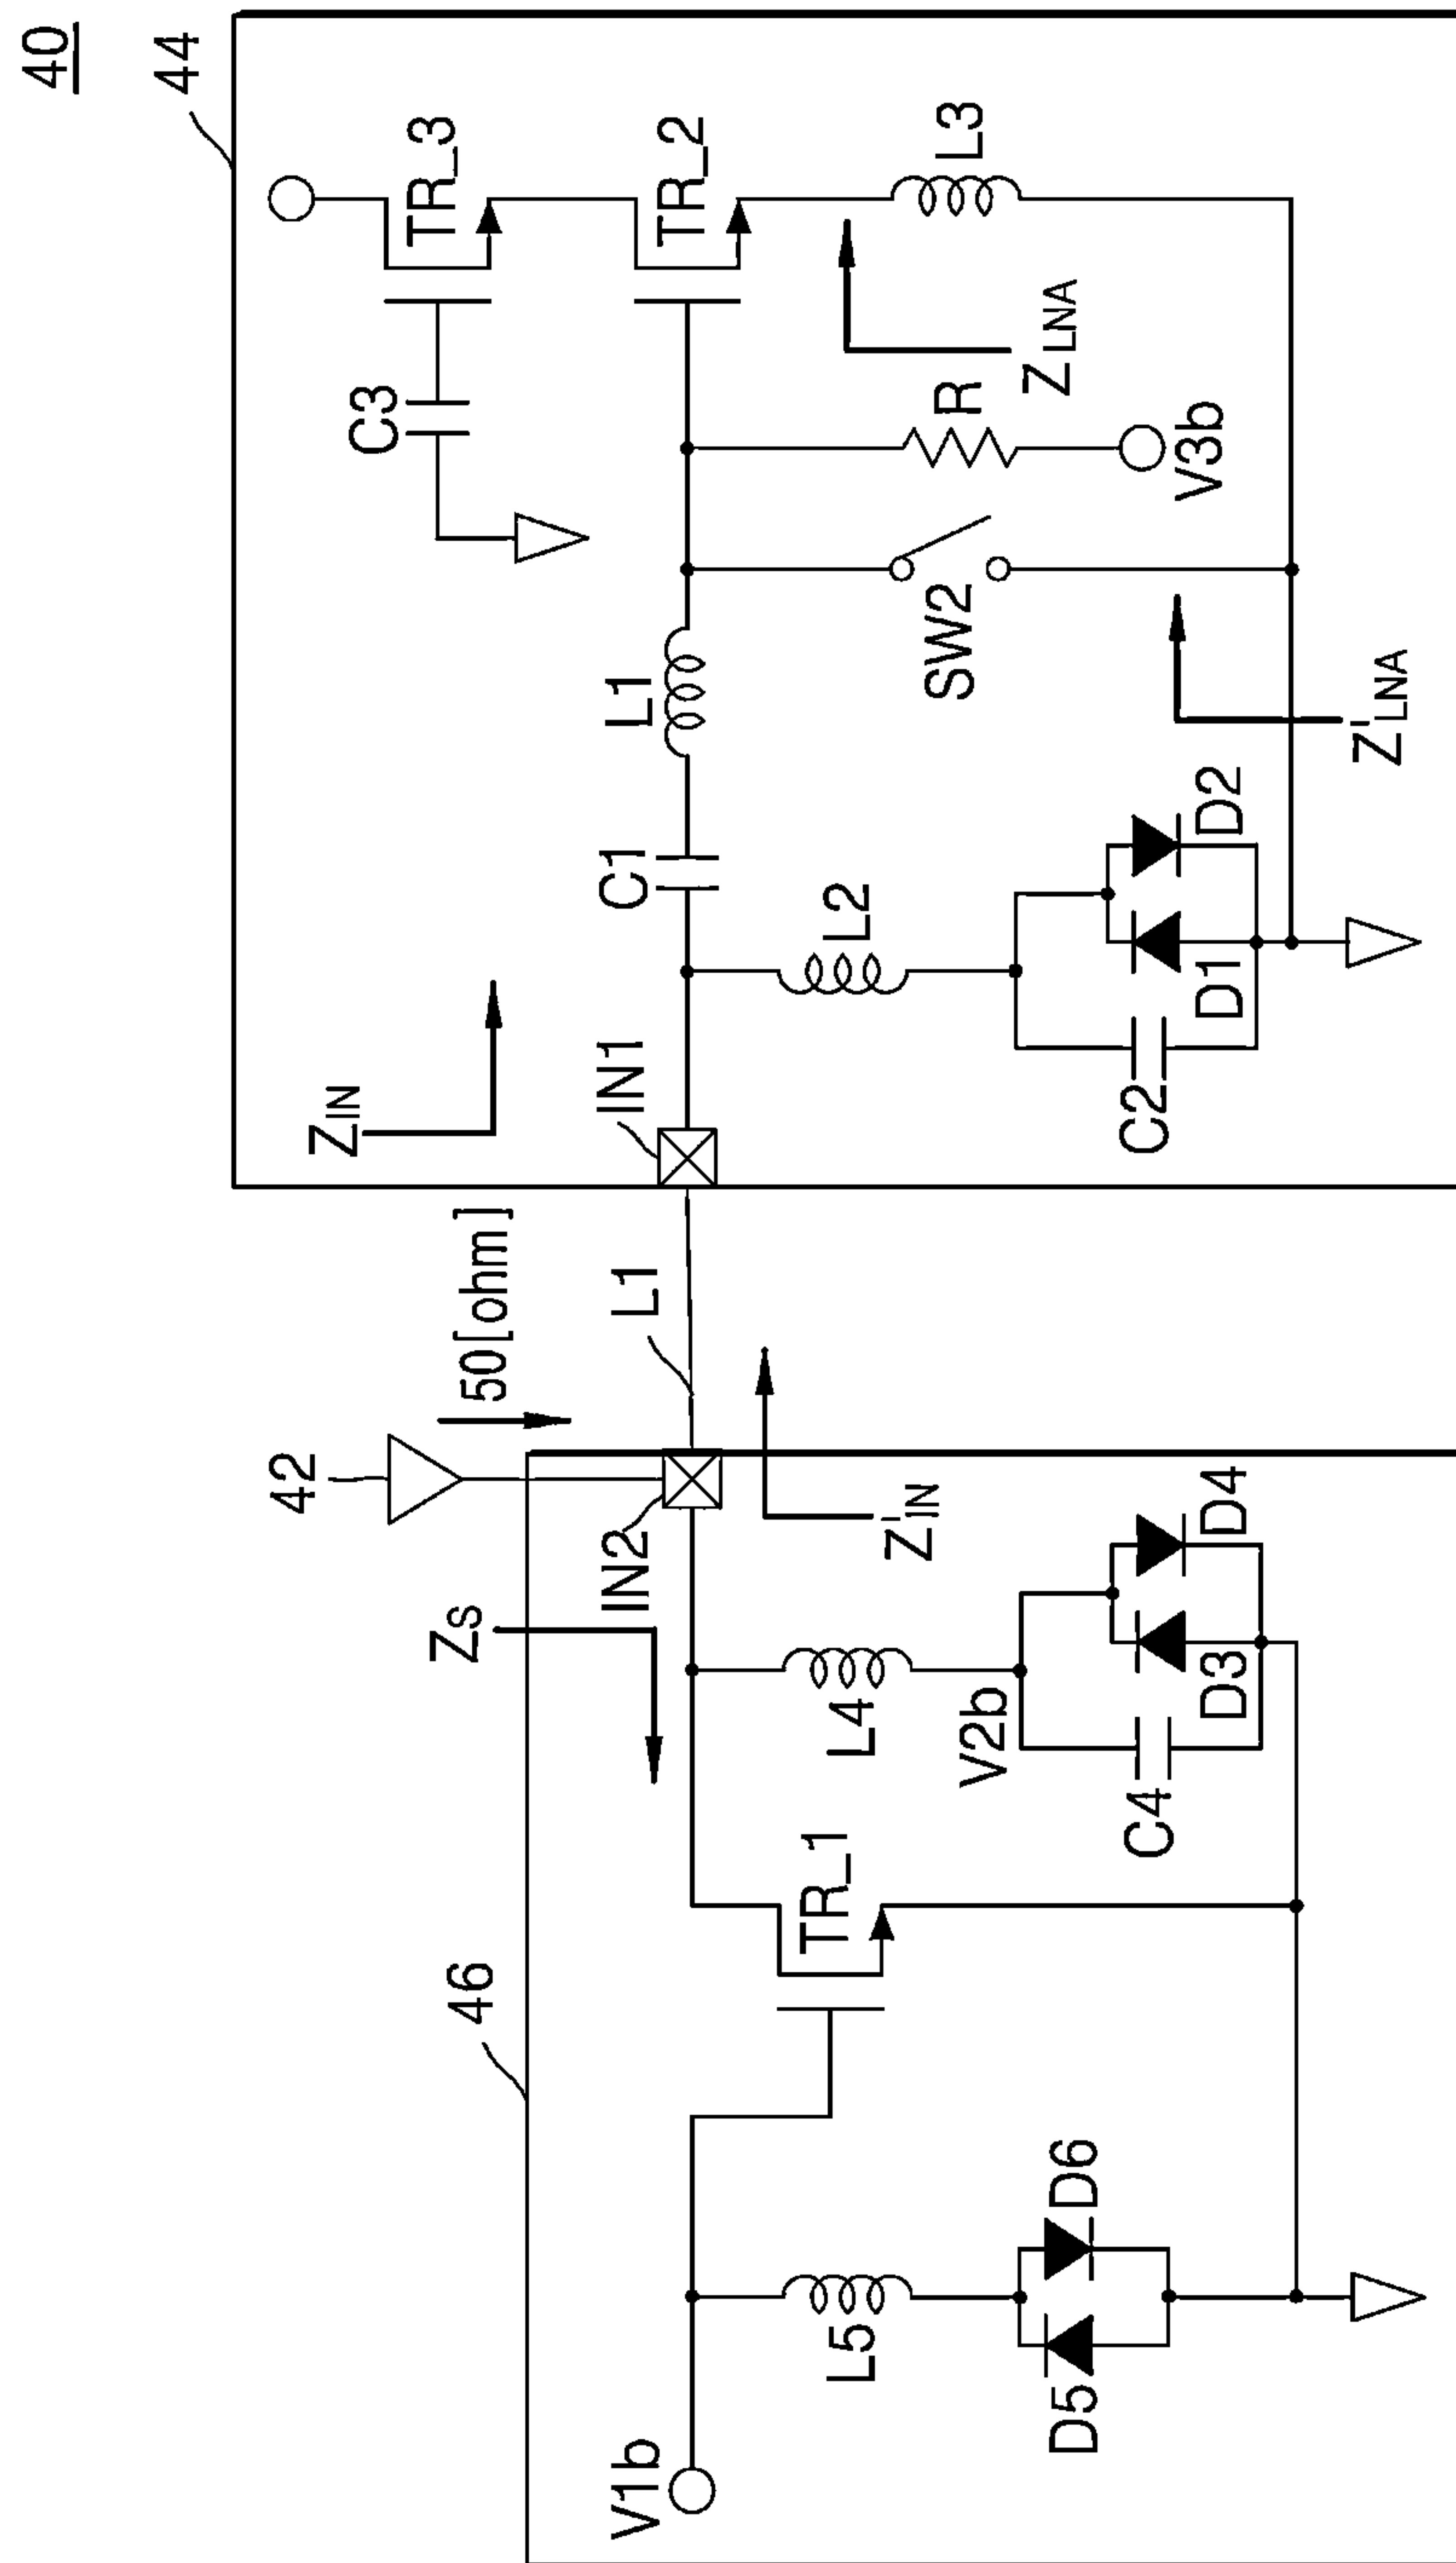 40
44
TR_3
C3
TR_2
L3
ZLNA
R
V3b
SW2
Z'LNA
L1
C1
L2
D2
D1
C2
ZIN
IN1
50[ohm]
L1
42
IN2
Z'IN
ZS
L4
V2b
D4
D3
C4
TR_1
46
L5
D6
D5
V1b